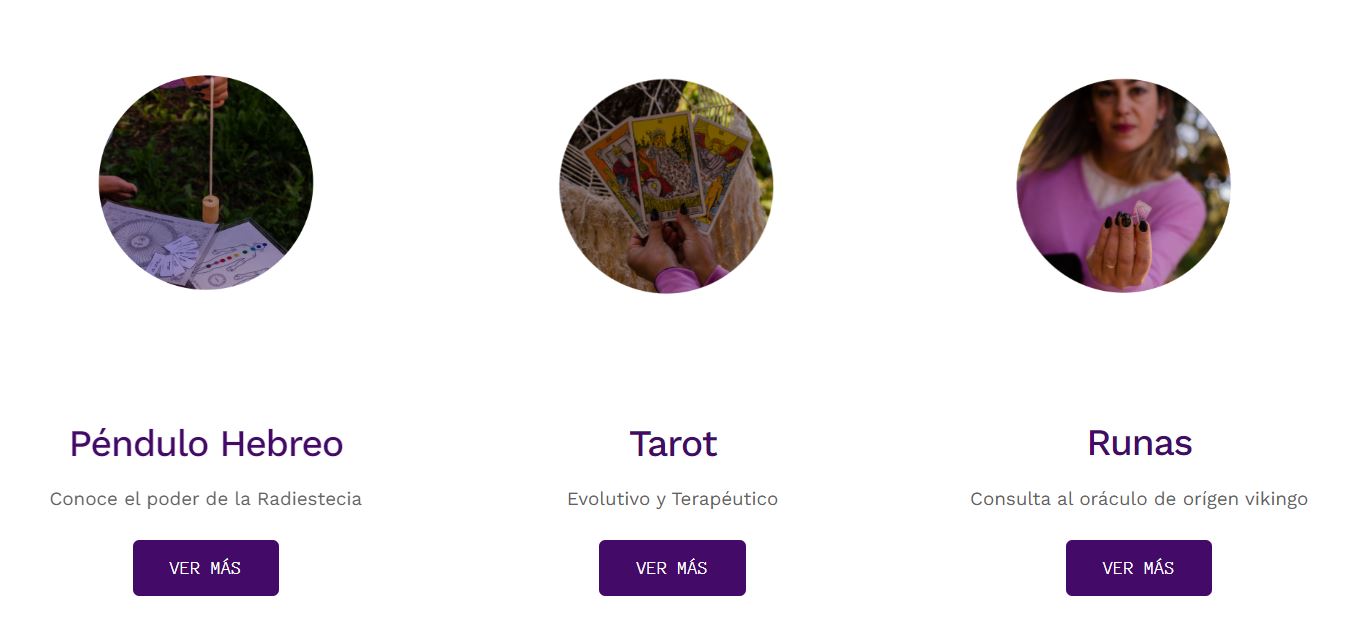 Péndulo Hebreo
Conoce el poder de la Radiestecia
VER MÁS
Tarot
Evolutivo y Terapéutico
VER MÁS
Runas
Consulta al oráculo de orígen vikingo
VER MÁS